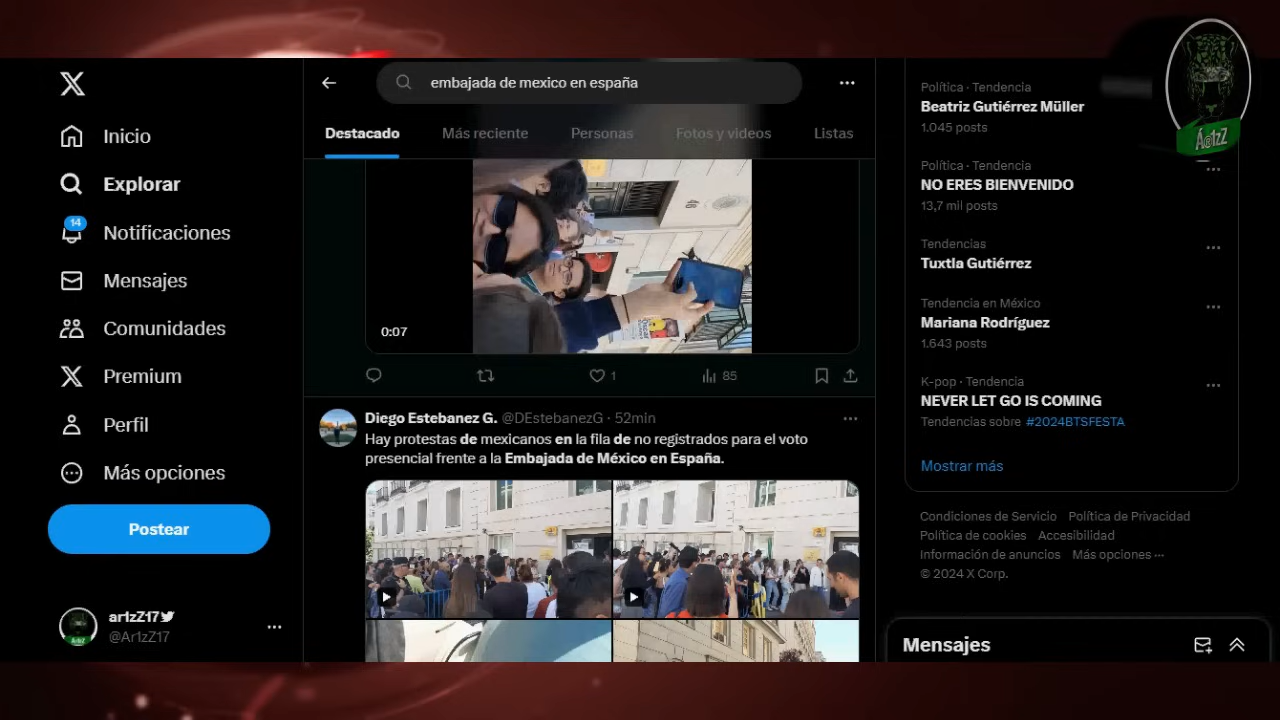 Inicio
Explorar
14
Notificaciones
Mensajes
Comunidades
Premium
Perfil
Más opciones
Postear
ar1zZ17
@Ar1zZ17
embajada de mexico en españa
Destacado
Más reciente
Personas
Fotos y videos
Listas
0:07
1
85
Diego Estebanez G. @DEstebanezG · 52min
Hay protestas de mexicanos en la fila de no registrados para el voto
presencial frente a la Embajada de México en España.
Política · Tendencia
Beatriz Gutiérrez Müller
1.045 posts
Política · Tendencia
NO ERES BIENVENIDO
13,7 mil posts
Tendencias
Tuxtla Gutiérrez
Tendencia en México
Mariana Rodríguez
1.643 posts
K-pop · Tendencia
NEVER LET GO IS COMING
Tendencias sobre #2024BTSFESTA
Mostrar más
Condiciones de Servicio Política de Privacidad
Política de cookies Accesibilidad
Información de anuncios Más opciones ···
© 2024 X Corp.
Mensajes
Á@1zZ